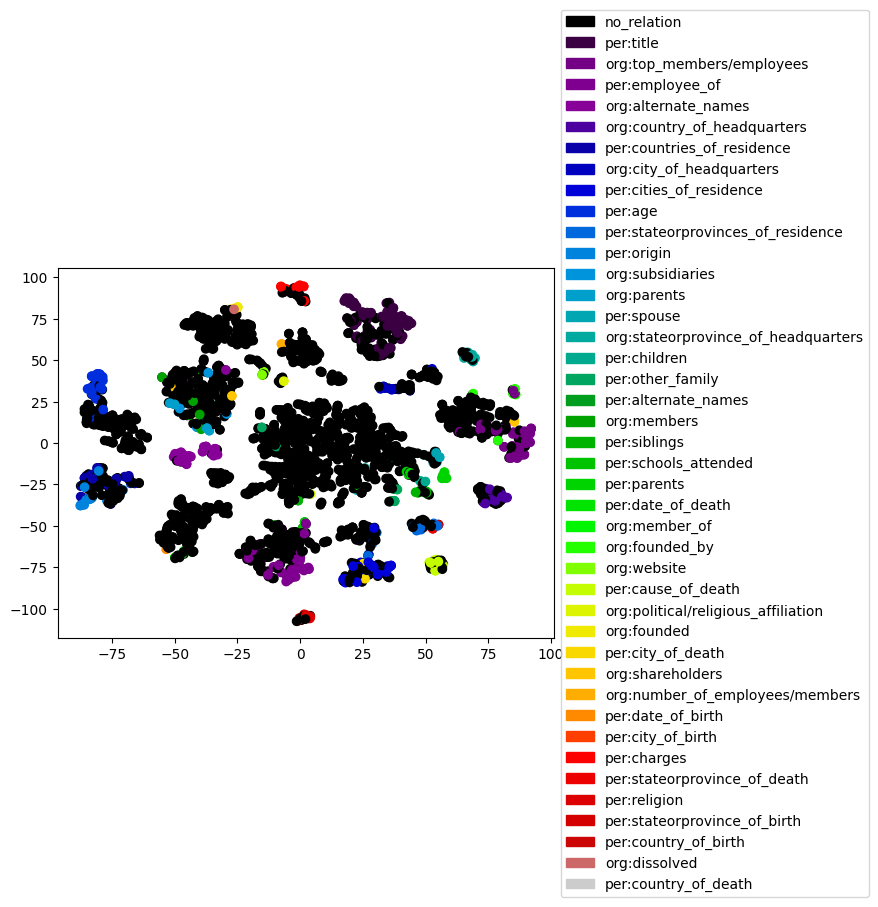 no_relation
per:title
org:top_members/employees
per:employee_of
org:alternate_names
org:country_of_headquarters
per:countries_of_residence
org:city_of_headquarters
per:cities_of_residence
per:age
per:stateorprovinces_of_residence
per:origin
org:subsidiaries
org:parents
per:spouse
org:stateorprovince_of_headquarters
per:children
per:other_family
per:alternate_names
org:members
per:siblings
per:schools_attended
per:parents
per:date_of_death
org:member_of
org:founded_by
org:website
per:cause_of_death
org:political/religious_affiliation
org:founded
per:city_of_death
org:shareholders
org:number_of_employees/members
per:date_of_birth
per:city_of_birth
per:charges
per:stateorprovince_of_death
per:religion
per:stateorprovince_of_birth
per:country_of_birth
org:dissolved
per:country_of_death
100
75
50
25
0
−25
−50
−75
−100
−75 −50 −25 0 25 50 75 100